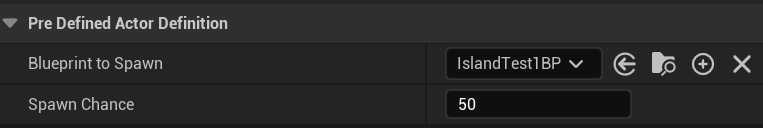 Pre Defined Actor Definition
Blueprint to Spawn IslandTest1BP
Spawn Chance 50